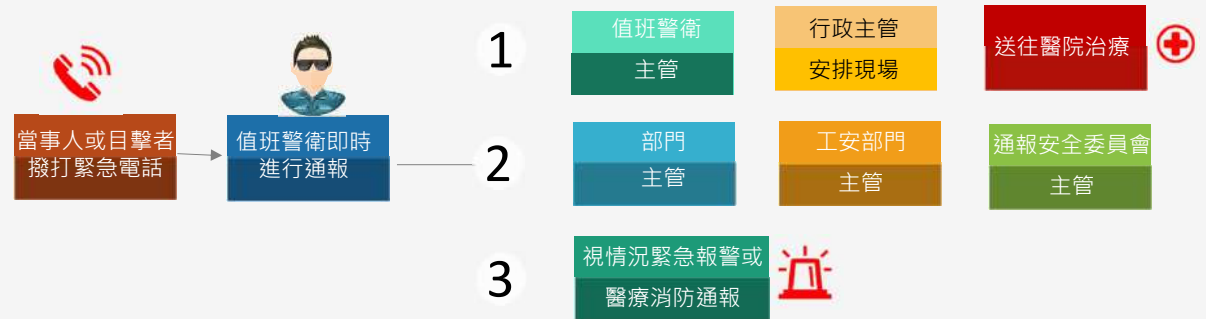 當事人或目擊者
撥打緊急電話
值班警衛即時
進行通報
1
值班警衛
主管
行政主管
安排現場
送往醫院治療
2
部門
主管
工安部門
主管
通報安全委員會
主管
3
視情況緊急報警或
醫療消防通報